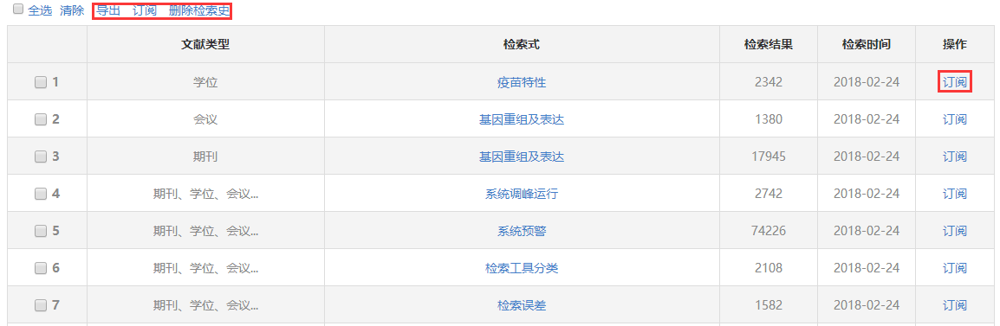 全选 清除 导出 订阅 删除检索史
文献类型 检索式 检索结果 检索时间 操作
1 学位 疫苗特性 2342 2018-02-24 订阅
2 会议 基因重组及表达 1380 2018-02-24 订阅
3 期刊 基因重组及表达 17945 2018-02-24 订阅
4 期刊、学位、会议... 系统调峰运行 2742 2018-02-24 订阅
5 期刊、学位、会议... 系统预警 74226 2018-02-24 订阅
6 期刊、学位、会议... 检索工具分类 2108 2018-02-24 订阅
7 期刊、学位、会议... 检索误差 1582 2018-02-24 订阅